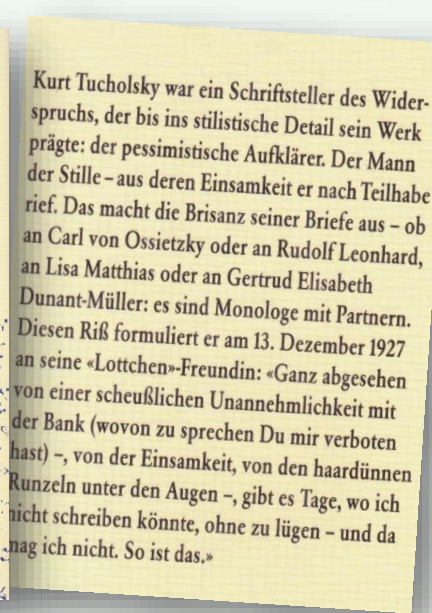 Kurt Tucholsky war ein Schriftsteller des Wider-
spruchs, der bis ins stilistische Detail sein Werk
prägte: der pessimistische Aufklärer. Der Mann
der Stille – aus deren Einsamkeit er nach Teilhabe
rief. Das macht die Brisanz seiner Briefe aus – ob
an Carl von Ossietzky oder an Rudolf Leonhard,
an Lisa Matthias oder an Gertrud Elisabeth
Dunant-Müller: es sind Monologe mit Partnern.
Diesen Riß formuliert er am 13. Dezember 1927
an seine «Lottchen»-Freundin: «Ganz abgesehen
von einer scheußlichen Unannehmlichkeit mit
der Bank (wovon zu sprechen Du mir verboten
hast) –, von der Einsamkeit, von den haardünnen
Runzeln unter den Augen –, gibt es Tage, wo ich
nicht schreiben könnte, ohne zu lügen – und da
mag ich nicht. So ist das.»